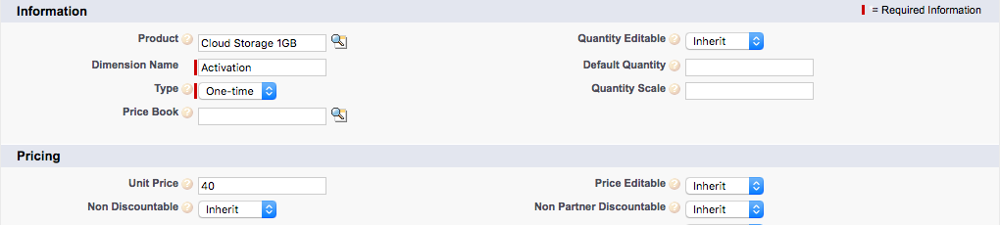 Information
= Required Information
Product ? Cloud Storage 1GB
Quantity Editable ? Inherit
Dimension Name Activation
Default Quantity ?
Type ? One-time
Quantity Scale ?
Price Book ?
Pricing
Unit Price ? 40
Price Editable ? Inherit
Non Discountable ? Inherit
Non Partner Discountable ? Inherit